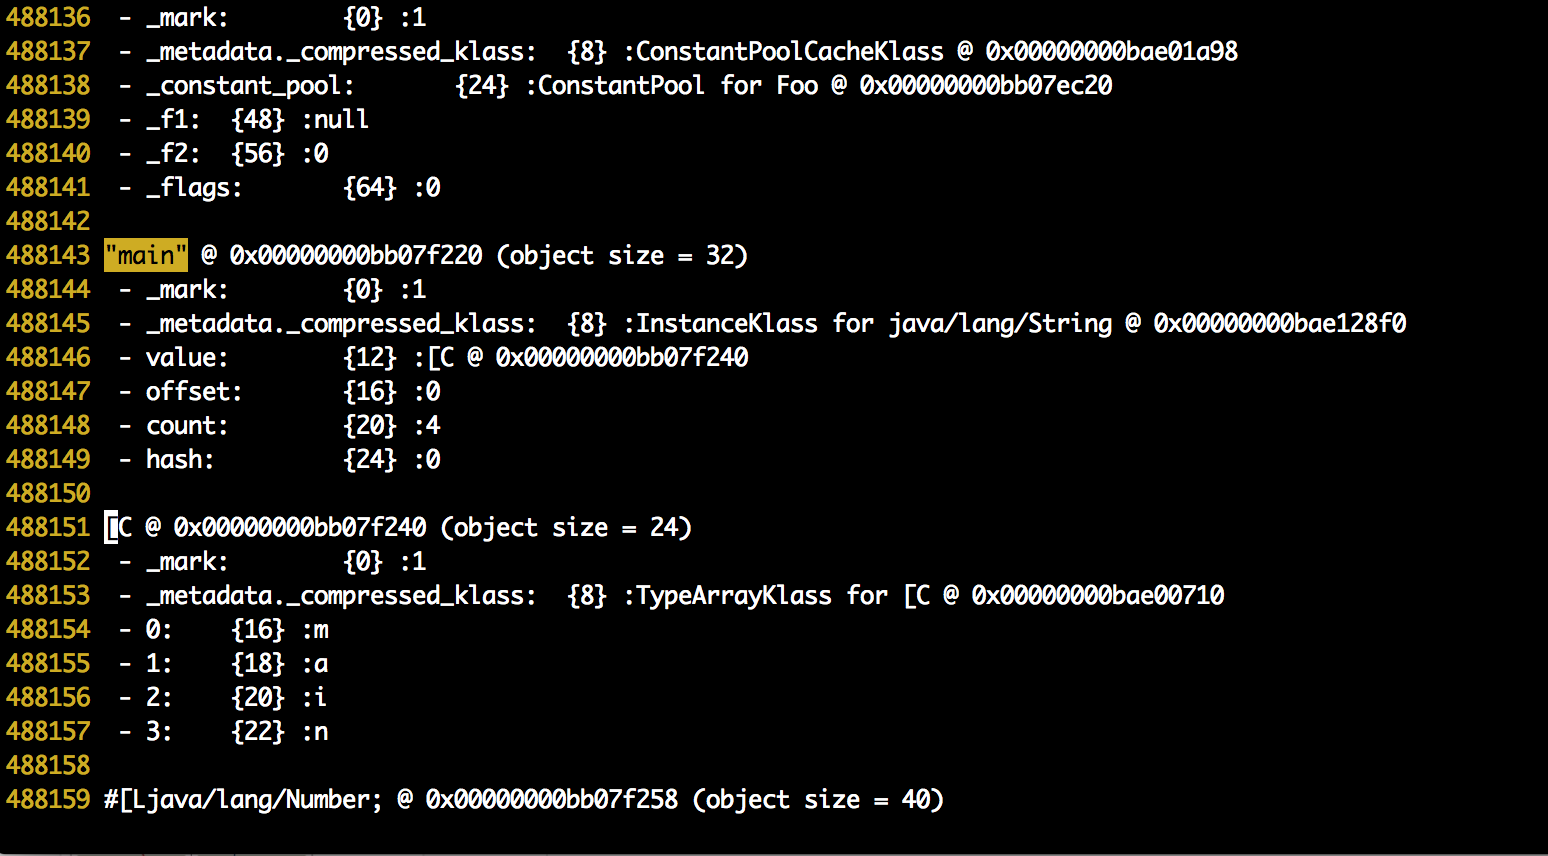 488136  - _mark:        {0} :1
488137  - _metadata._compressed_klass:  {8} :ConstantPoolCacheKlass @ 0x00000000bae01a98
488138  - _constant_pool:       {24} :ConstantPool for Foo @ 0x00000000bb07ec20
488139  - _f1:  {48} :null
488140  - _f2:  {56} :0
488141  - _flags:       {64} :0
488142
488143 "main" @ 0x00000000bb07f220 (object size = 32)
488144  - _mark:        {0} :1
488145  - _metadata._compressed_klass:  {8} :InstanceKlass for java/lang/String @ 0x00000000bae128f0
488146  - value:        {12} :[C @ 0x00000000bb07f240
488147  - offset:       {16} :0
488148  - count:        {20} :4
488149  - hash:         {24} :0
488150
488151 [C @ 0x00000000bb07f240 (object size = 24)
488152  - _mark:        {0} :1
488153  - _metadata._compressed_klass:  {8} :TypeArrayKlass for [C @ 0x00000000bae00710
488154  - 0:    {16} :m
488155  - 1:    {18} :a
488156  - 2:    {20} :i
488157  - 3:    {22} :n
488158
488159 #[Ljava/lang/Number; @ 0x00000000bb07f258 (object size = 40)